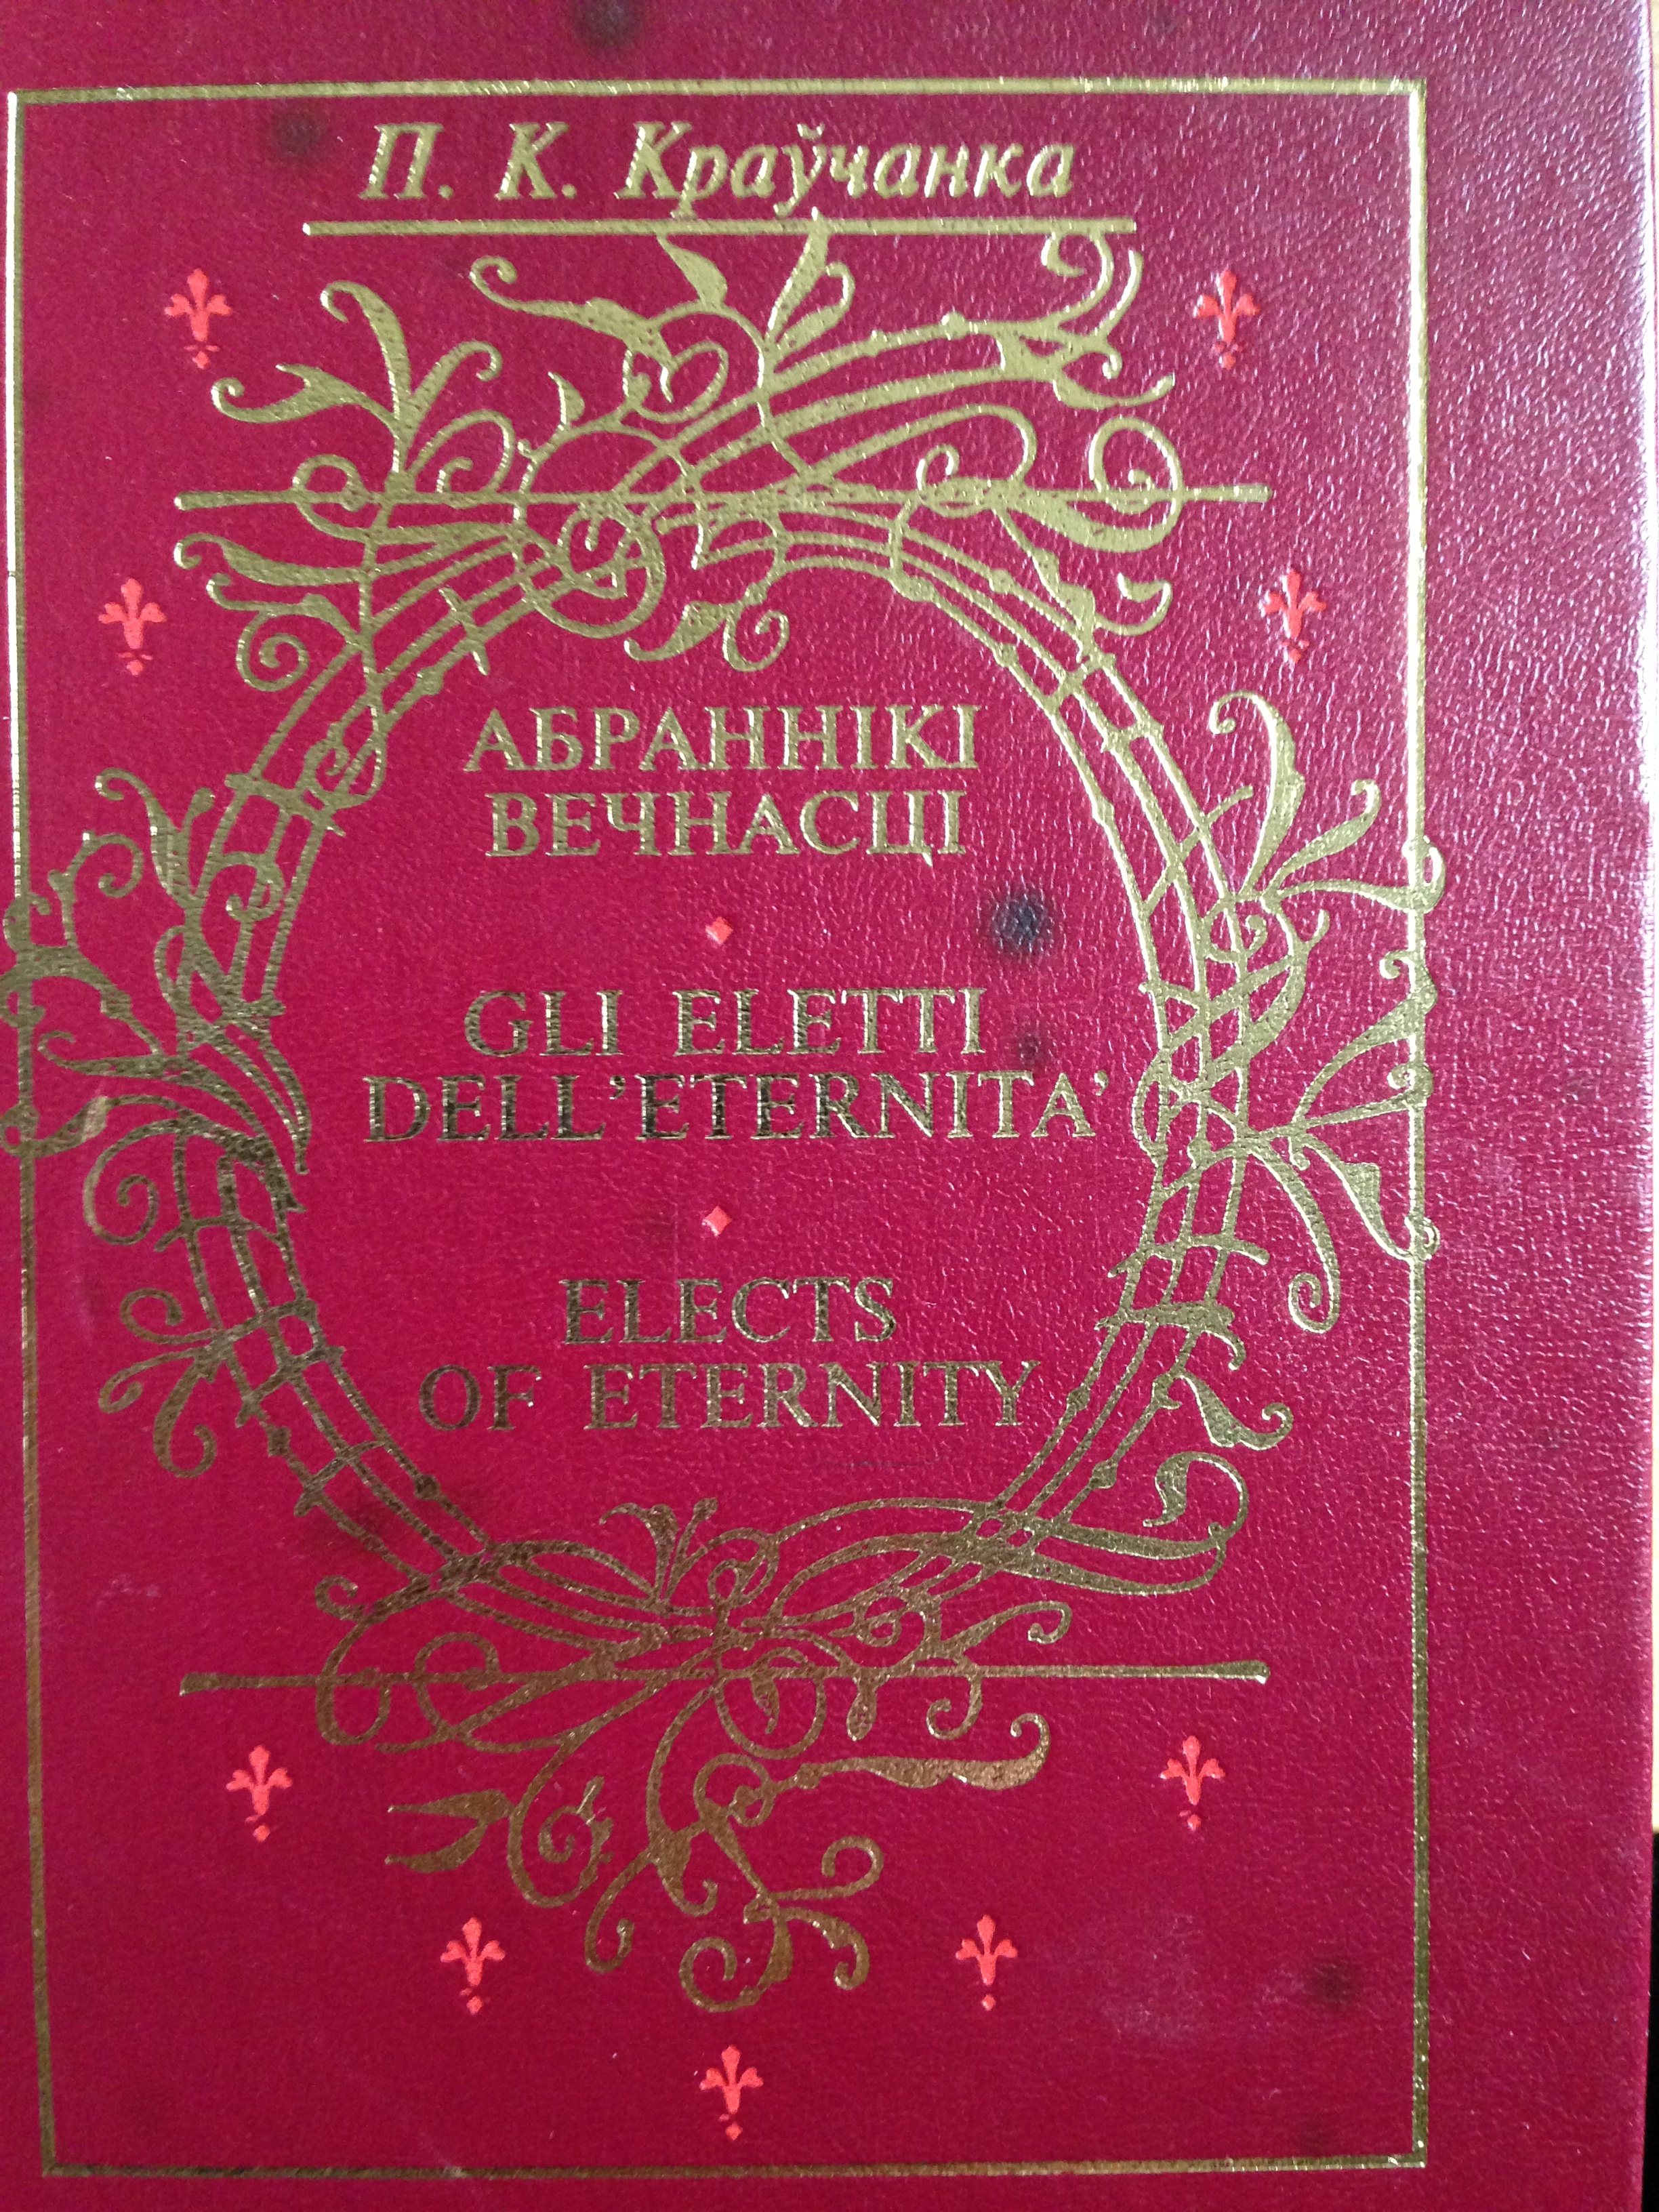 П. К. Краўчанка
АБРАННІКІ
ВЕЧНАСЦІ
GLI ELETTI
DELL'ETERNITA'
ELECTS
OF ETERNITY